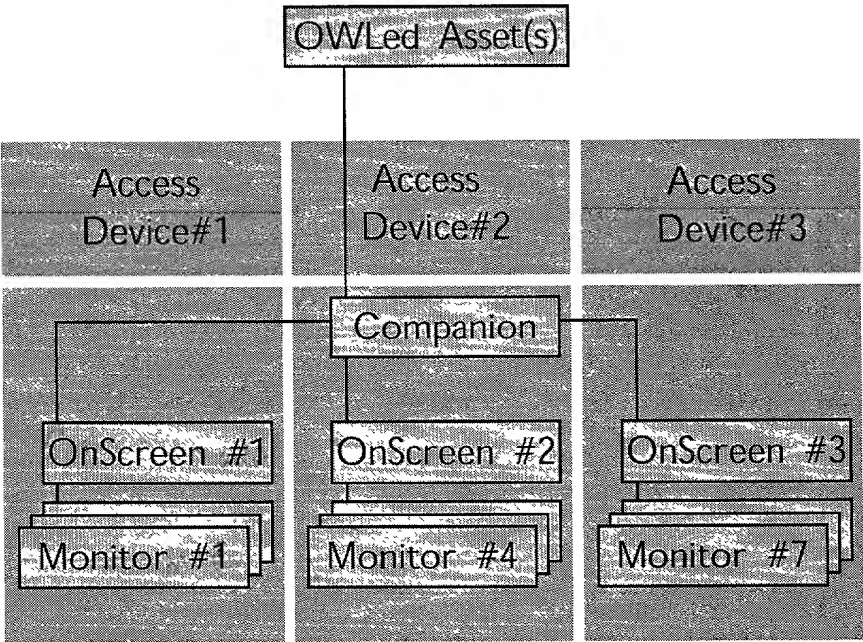 OWLed Asset(s)
Access
Device#1
Access
Device#2
Access
Device#3
Companion
OnScreen #1
OnScreen #2
OnScreen #3
Monitor #1
Monitor #4
Monitor #7